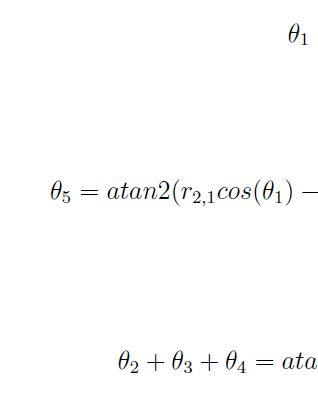 θ₁
θ₅ = atan2(r₂,₁cos(θ₁) −
θ₂ + θ₃ + θ₄ = ata